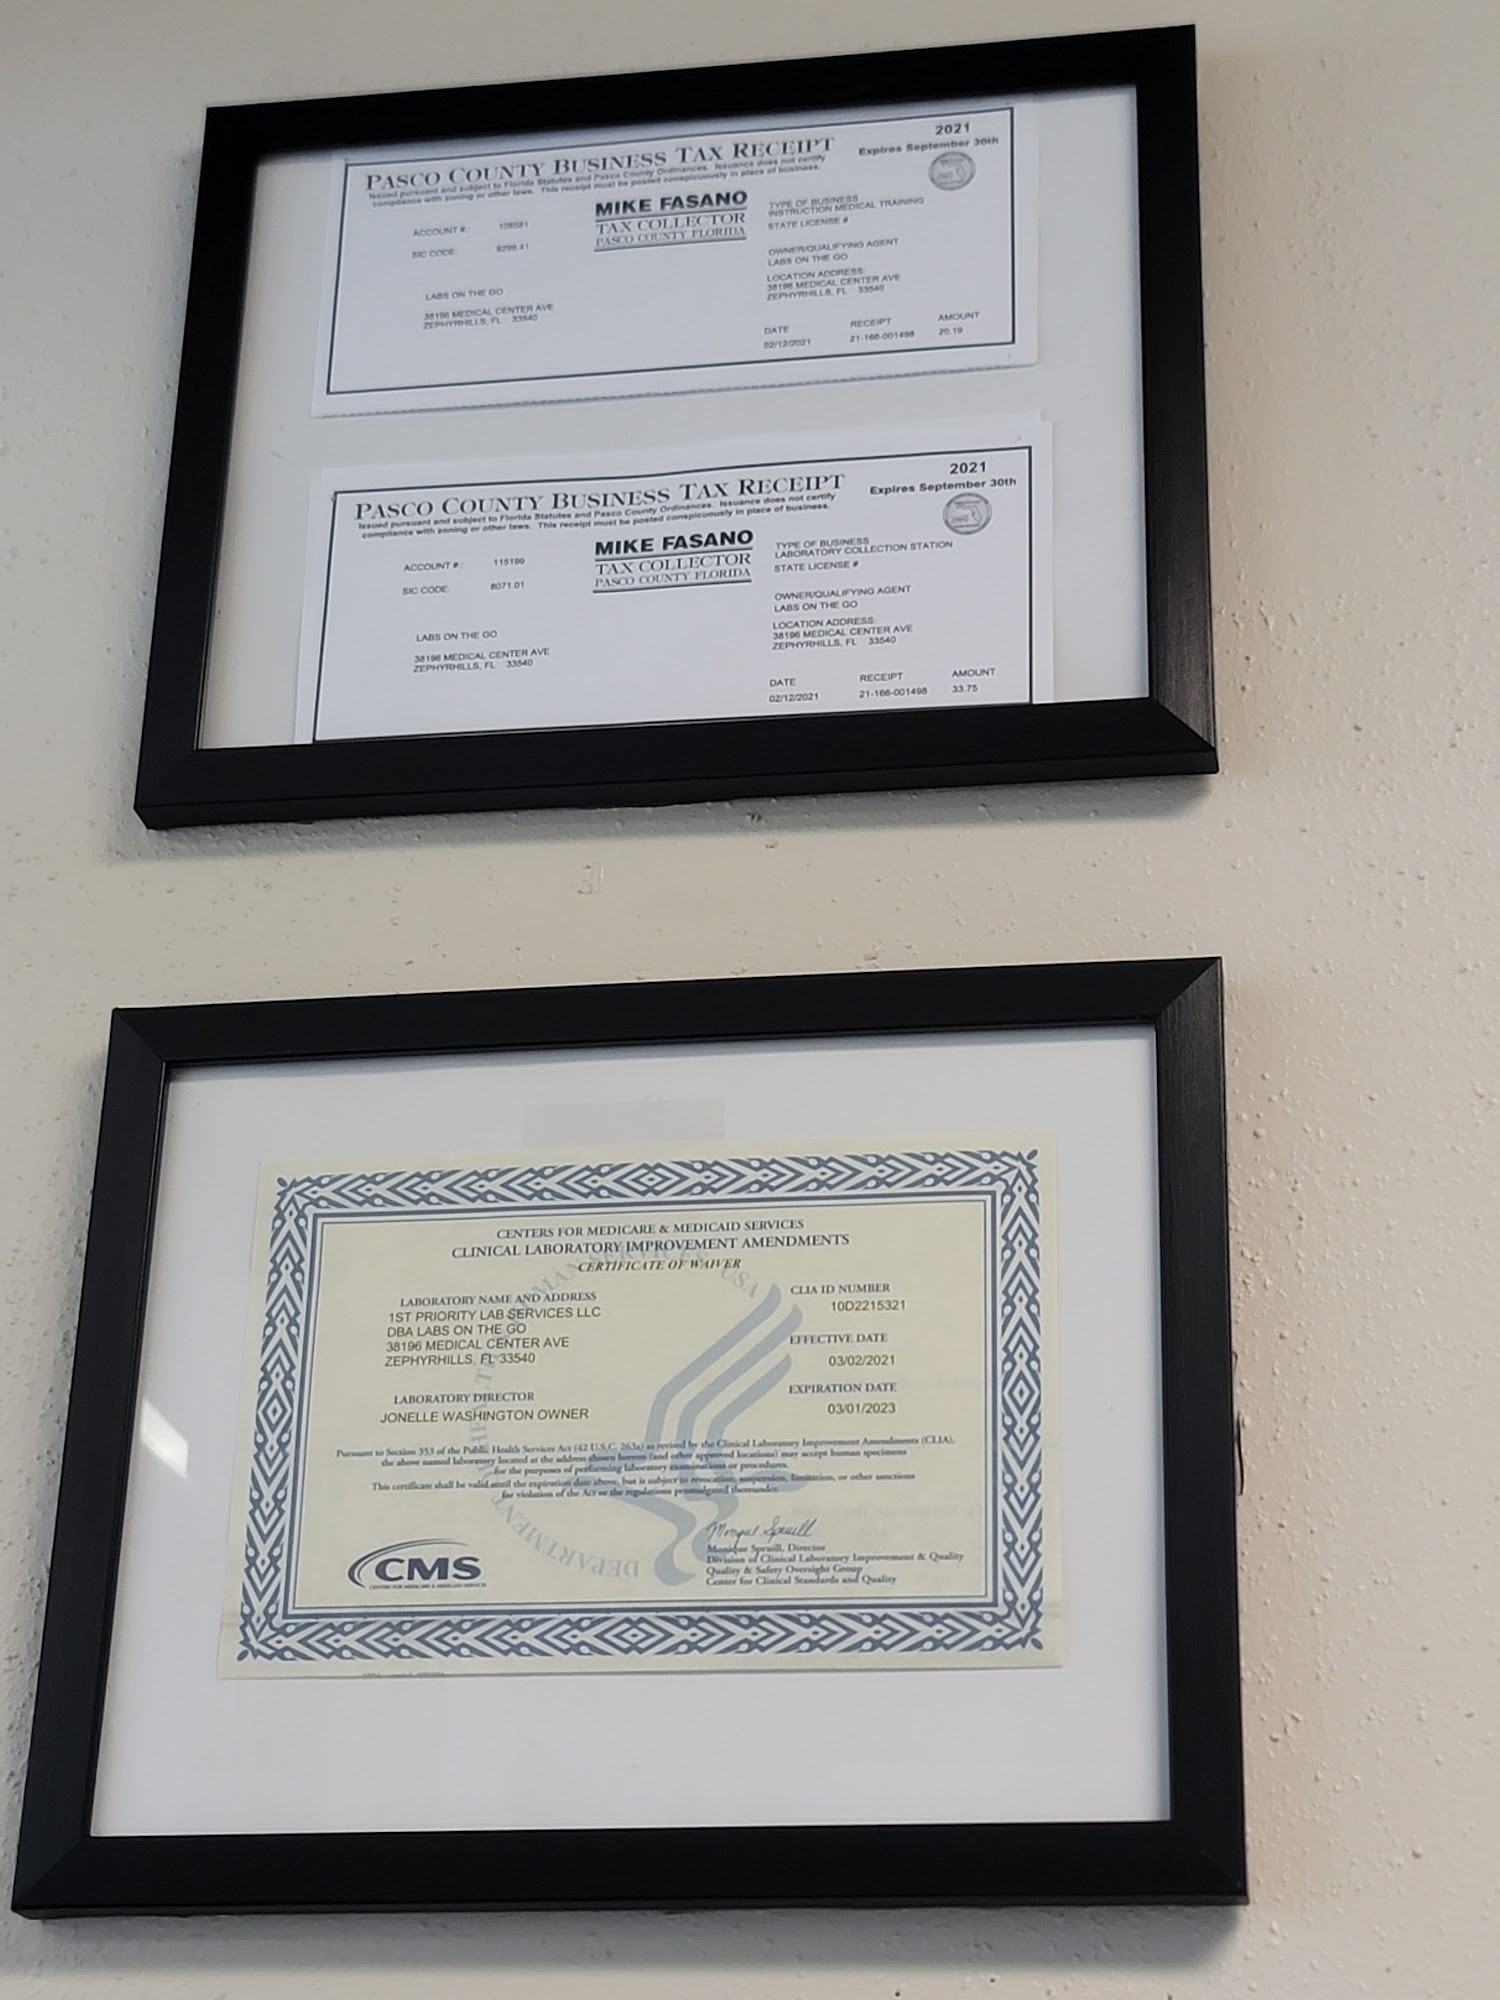 2021
PASCO COUNTY BUSINESS TAX RECEIPT
Expires September 30th
Issued pursuant and subject to Florida Statutes and Pasco County Ordinances. Issuance does not certify
compliance with zoning or other laws. This receipt must be posted conspicuously in place of business.
MIKE FASANO
TAX COLLECTOR
PASCO COUNTY FLORIDA
ACCOUNT #: 108581
SIC CODE: 8299.41
TYPE OF BUSINESS
INSTRUCTION MEDICAL TRAINING
STATE LICENSE #
OWNER/QUALIFYING AGENT
LABS ON THE GO
LOCATION ADDRESS:
38196 MEDICAL CENTER AVE
ZEPHYRHILLS, FL 33540
LABS ON THE GO
38196 MEDICAL CENTER AVE
ZEPHYRHILLS, FL 33540
DATE RECEIPT AMOUNT
02/12/2021 21-166-001498 20.19
2021
PASCO COUNTY BUSINESS TAX RECEIPT
Expires September 30th
Issued pursuant and subject to Florida Statutes and Pasco County Ordinances. Issuance does not certify
compliance with zoning or other laws. This receipt must be posted conspicuously in place of business.
MIKE FASANO
TAX COLLECTOR
PASCO COUNTY FLORIDA
ACCOUNT #: 115199
SIC CODE: 8071.01
TYPE OF BUSINESS
LABORATORY COLLECTION STATION
STATE LICENSE #
OWNER/QUALIFYING AGENT
LABS ON THE GO
LOCATION ADDRESS:
38196 MEDICAL CENTER AVE
ZEPHYRHILLS, FL 33540
LABS ON THE GO
38196 MEDICAL CENTER AVE
ZEPHYRHILLS, FL 33540
DATE RECEIPT AMOUNT
02/12/2021 21-166-001498 33.75
CENTERS FOR MEDICARE & MEDICAID SERVICES
CLINICAL LABORATORY IMPROVEMENT AMENDMENTS
CERTIFICATE OF WAIVER
LABORATORY NAME AND ADDRESS
1ST PRIORITY LAB SERVICES LLC
DBA LABS ON THE GO
38196 MEDICAL CENTER AVE
ZEPHYRHILLS, FL 33540
CLIA ID NUMBER
10D2215321
EFFECTIVE DATE
03/02/2021
LABORATORY DIRECTOR
JONELLE WASHINGTON OWNER
EXPIRATION DATE
03/01/2023
Pursuant to Section 353 of the Public Health Services Act (42 U.S.C. 263a) as revised by the Clinical Laboratory Improvement Amendments (CLIA),
the above named laboratory located at the address shown hereon (and other approved locations) may accept human specimens
for the purposes of performing laboratory examinations or procedures.
This certificate shall be valid until the expiration date above, but is subject to revocation, suspension, limitation, or other sanctions
for violation of the Act or the regulations promulgated thereunder.
Monique Spruill
Monique Spruill, Director
Division of Clinical Laboratory Improvement & Quality
Quality & Safety Oversight Group
Center for Clinical Standards and Quality
CMS
CENTERS FOR MEDICARE & MEDICAID SERVICES